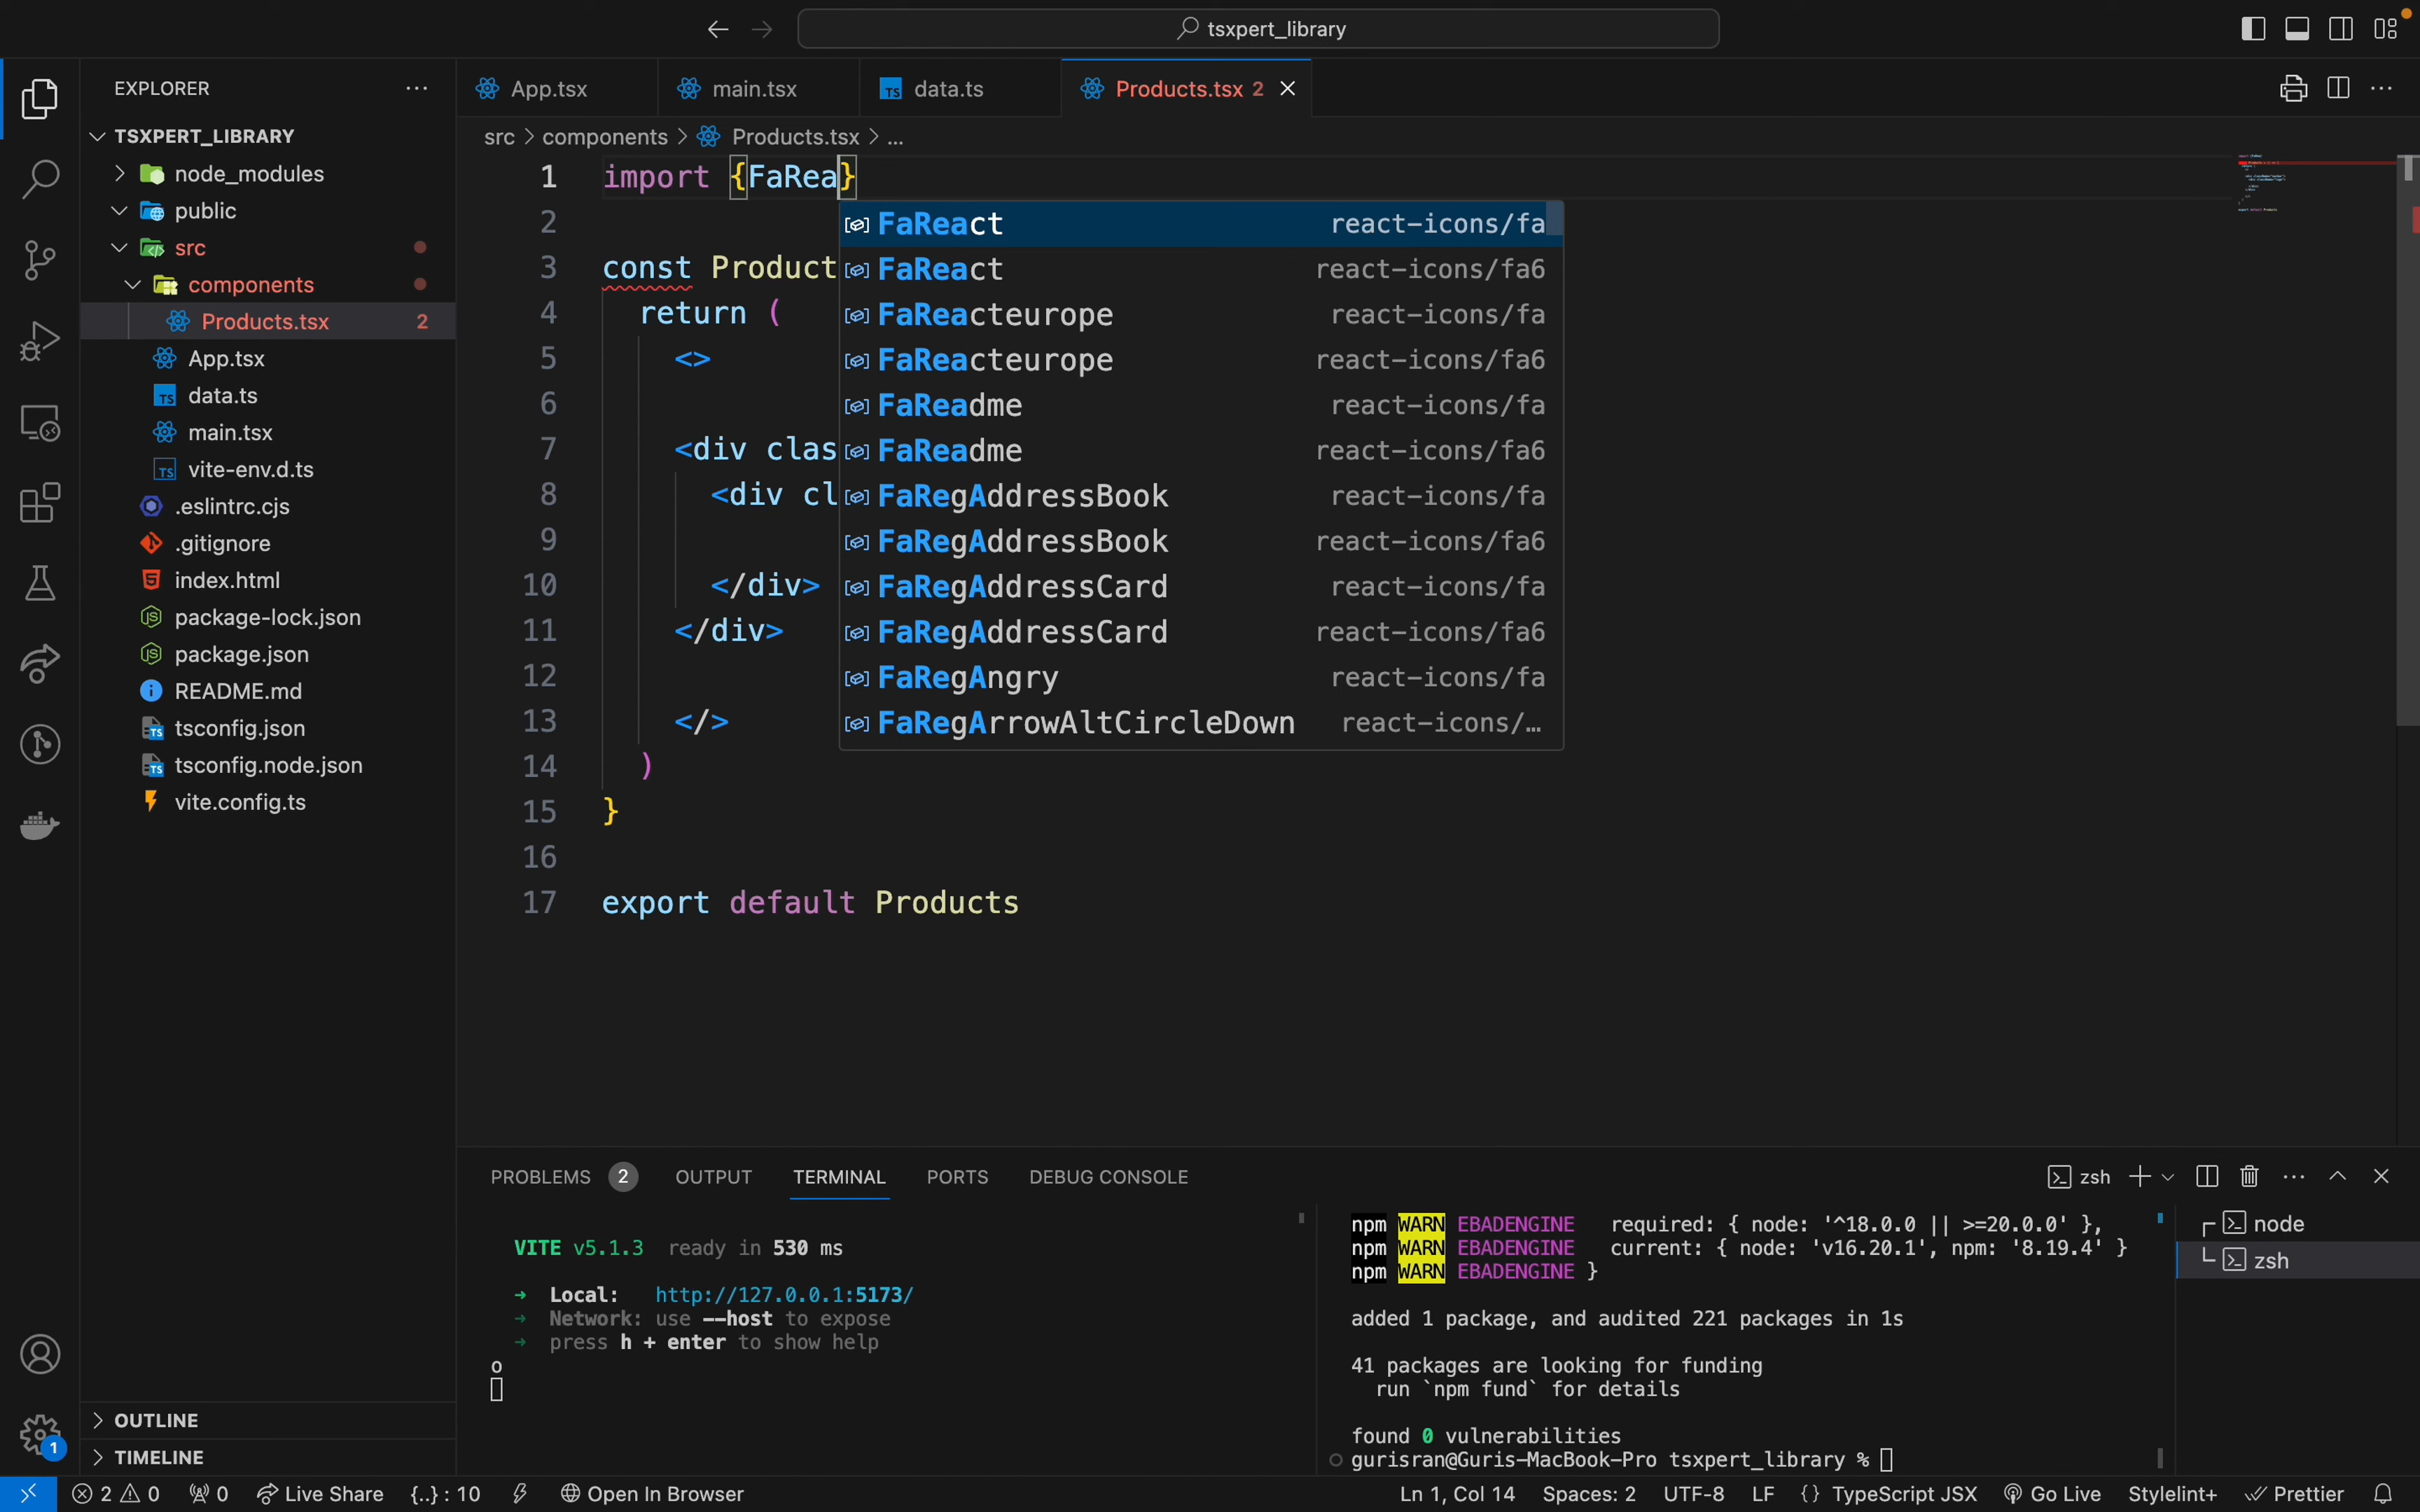 tsxpert_library
EXPLORER
TSXPERT_LIBRARY
node_modules
public
src
components
Products.tsx 2
App.tsx
data.ts
main.tsx
vite-env.d.ts
.eslintrc.cjs
.gitignore
index.html
package-lock.json
package.json
README.md
tsconfig.json
tsconfig.node.json
vite.config.ts
OUTLINE
TIMELINE
App.tsx main.tsx data.ts Products.tsx 2
src > components > Products.tsx > ...
1 import {FaRea}
2
3 const Product
4 return (
5 <>
6
7 <div clas
8 <div cl
9
10 </div>
11 </div>
12
13 </>
14 )
15 }
16
17 export default Products
FaReact react-icons/fa
FaReact react-icons/fa6
FaReacteurope react-icons/fa
FaReacteurope react-icons/fa6
FaReadme react-icons/fa
FaReadme react-icons/fa6
FaRegAddressBook react-icons/fa
FaRegAddressBook react-icons/fa6
FaRegAddressCard react-icons/fa
FaRegAddressCard react-icons/fa6
FaRegAngry react-icons/fa
FaRegArrowAltCircleDown react-icons/…
PROBLEMS 2 OUTPUT TERMINAL PORTS DEBUG CONSOLE
zsh
VITE v5.1.3 ready in 530 ms
➜ Local: http://127.0.0.1:5173/
➜ Network: use --host to expose
➜ press h + enter to show help
o
npm WARN EBADENGINE required: { node: '^18.0.0 || >=20.0.0' },
npm WARN EBADENGINE current: { node: 'v16.20.1', npm: '8.19.4' }
npm WARN EBADENGINE }
added 1 package, and audited 221 packages in 1s
41 packages are looking for funding
run `npm fund` for details
found 0 vulnerabilities
gurisran@Guris-MacBook-Pro tsxpert_library %
node
zsh
1
2 0 0 Live Share {..} : 10 Open In Browser
Ln 1, Col 14 Spaces: 2 UTF-8 LF {} TypeScript JSX Go Live Stylelint+ Prettier